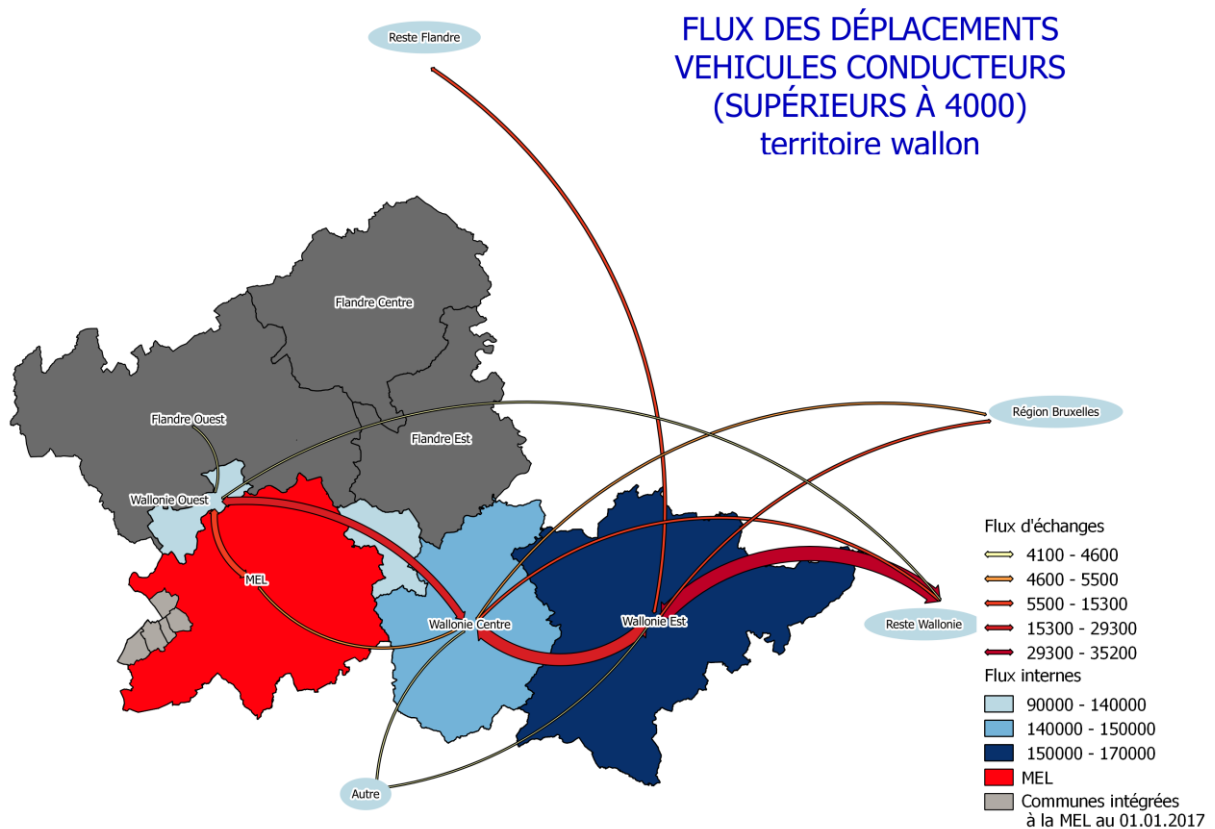 FLUX DES DÉPLACEMENTS
VEHICULES CONDUCTEURS
(SUPÉRIEURS À 4000)
territoire wallon
Reste Flandre
Flandre Centre
Flandre Ouest
Flandre Est
Région Bruxelles
Wallonie Ouest
MEL
Wallonie Centre
Wallonie Est
Reste Wallonie
Autre
Flux d'échanges
4100 - 4600
4600 - 5500
5500 - 15300
15300 - 29300
29300 - 35200
Flux internes
90000 - 140000
140000 - 150000
150000 - 170000
MEL
Communes intégrées
à la MEL au 01.01.2017